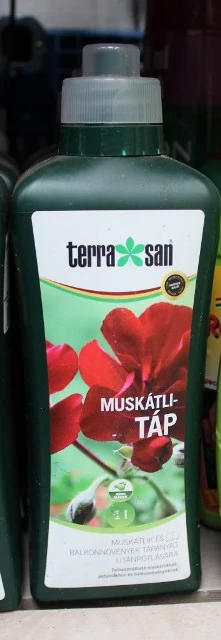 terra san
MUSKÁTLI-
TÁP
1 l
MUSKÁTLIK ÉS
BALKONNÖVÉNYEK TÁPANYAG
UTÁNPÓTLÁSÁRA